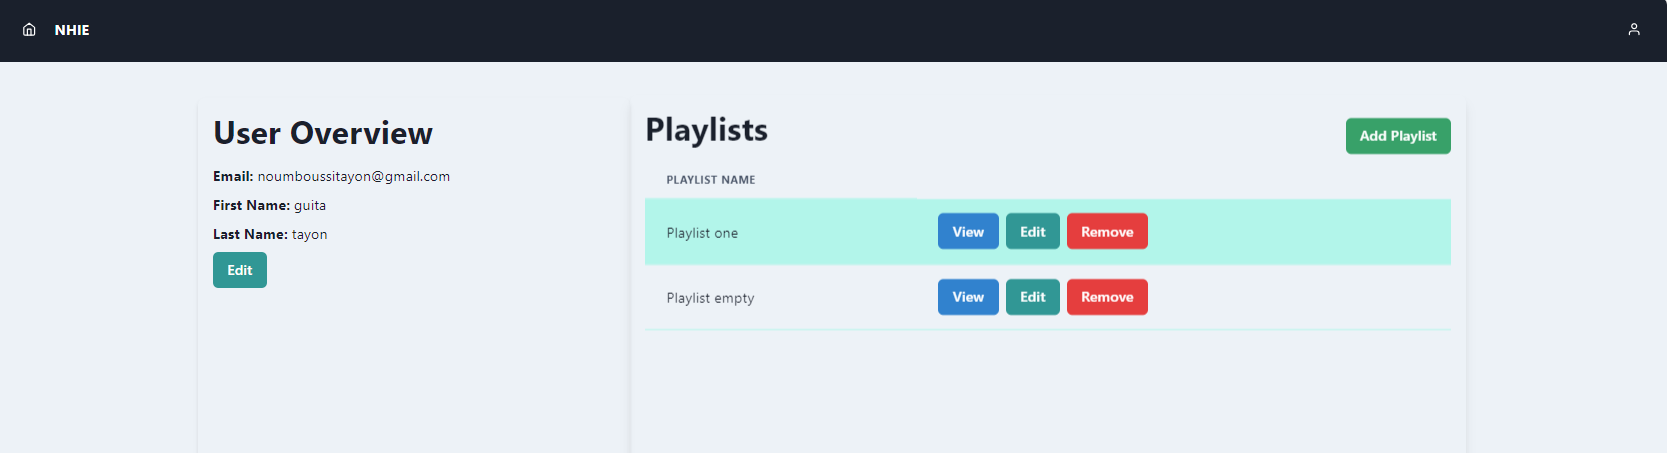 NHIE
User Overview
Email: noumboussitayon@gmail.com
First Name: guita
Last Name: tayon
Edit
Playlists
Add Playlist
PLAYLIST NAME
Playlist one View Edit Remove
Playlist empty View Edit Remove